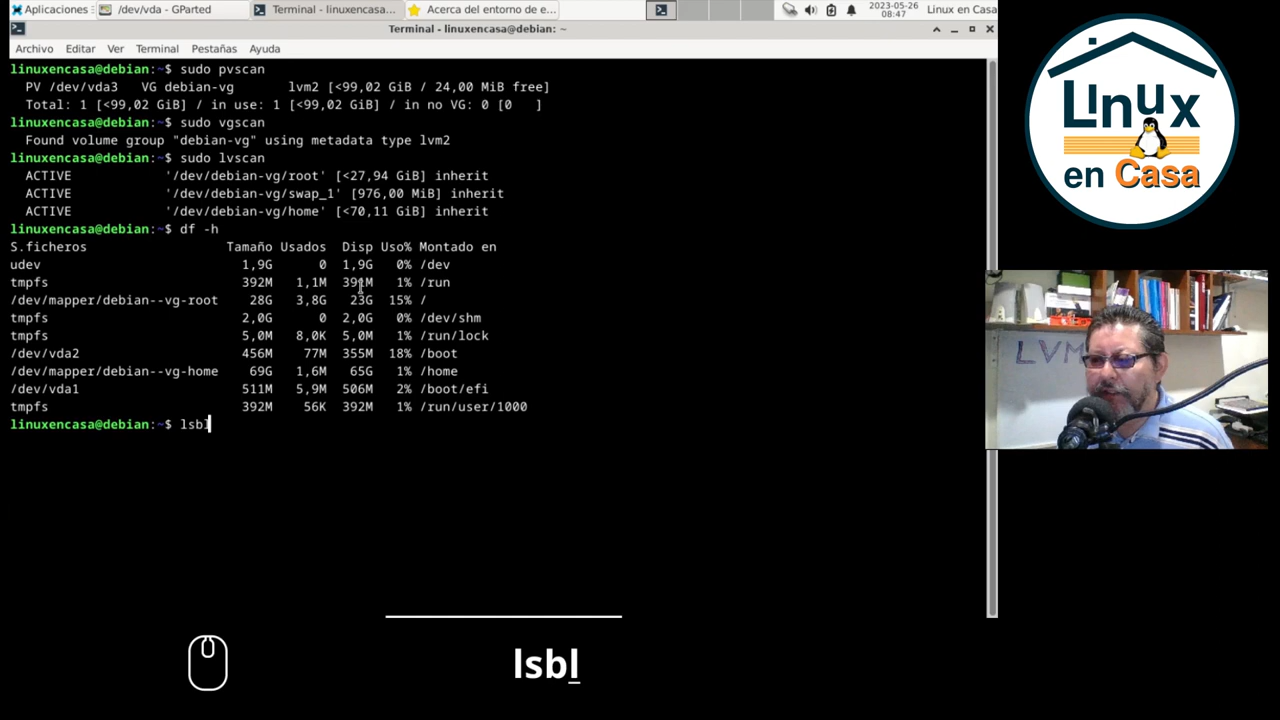 Aplicaciones
/dev/vda - GParted
Terminal - linuxencasa...
Acerca del entorno de e...
2023-05-26
08:47
Linux en Casa
Terminal - linuxencasa@debian: ~
Archivo Editar Ver Terminal Pestañas Ayuda
linuxencasa@debian:~$ sudo pvscan
PV /dev/vda3 VG debian-vg lvm2 [<99,02 GiB / 24,00 MiB free]
Total: 1 [<99,02 GiB] / in use: 1 [<99,02 GiB] / in no VG: 0 [0 ]
linuxencasa@debian:~$ sudo vgscan
Found volume group "debian-vg" using metadata type lvm2
linuxencasa@debian:~$ sudo lvscan
ACTIVE '/dev/debian-vg/root' [<27,94 GiB] inherit
ACTIVE '/dev/debian-vg/swap_1' [976,00 MiB] inherit
ACTIVE '/dev/debian-vg/home' [<70,11 GiB] inherit
linuxencasa@debian:~$ df -h
S.ficheros Tamaño Usados Disp Uso% Montado en
udev 1,9G 0 1,9G 0% /dev
tmpfs 392M 1,1M 391M 1% /run
/dev/mapper/debian--vg-root 28G 3,8G 23G 15% /
tmpfs 2,0G 0 2,0G 0% /dev/shm
tmpfs 5,0M 8,0K 5,0M 1% /run/lock
/dev/vda2 456M 77M 355M 18% /boot
/dev/mapper/debian--vg-home 69G 1,6M 65G 1% /home
/dev/vda1 511M 5,9M 506M 2% /boot/efi
tmpfs 392M 56K 392M 1% /run/user/1000
linuxencasa@debian:~$ lsbl
Linux
en Casa
LVM
lsbl